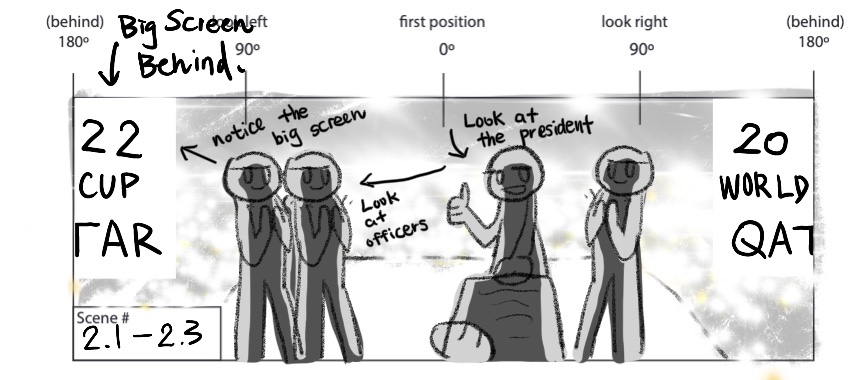 (behind)
180º
Big Screen
Behind.
look left
90º
first position
0º
look right
90º
(behind)
180º
22
CUP
TAR
notice the
big screen
Look at
the president
Look
at
officers
20
WORLD
QAT
Scene #
2.1-2.3